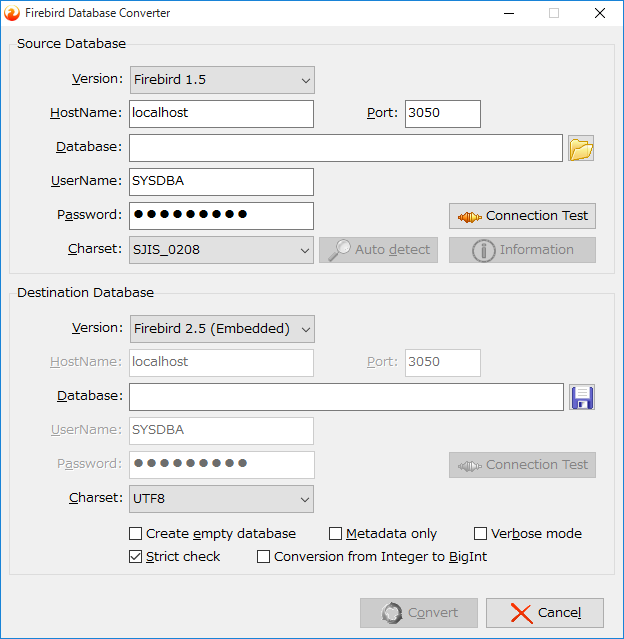 Firebird Database Converter
Source Database
Version: Firebird 1.5
HostName: localhost Port: 3050
Database:
UserName: SYSDBA
Password: ●●●●●●●●●
Connection Test
Charset: SJIS_0208 Auto detect Information
Destination Database
Version: Firebird 2.5 (Embedded)
HostName: localhost Port: 3050
Database:
UserName: SYSDBA
Password: ●●●●●●●●● Connection Test
Charset: UTF8
Create empty database Metadata only Verbose mode
Strict check Conversion from Integer to BigInt
Convert Cancel